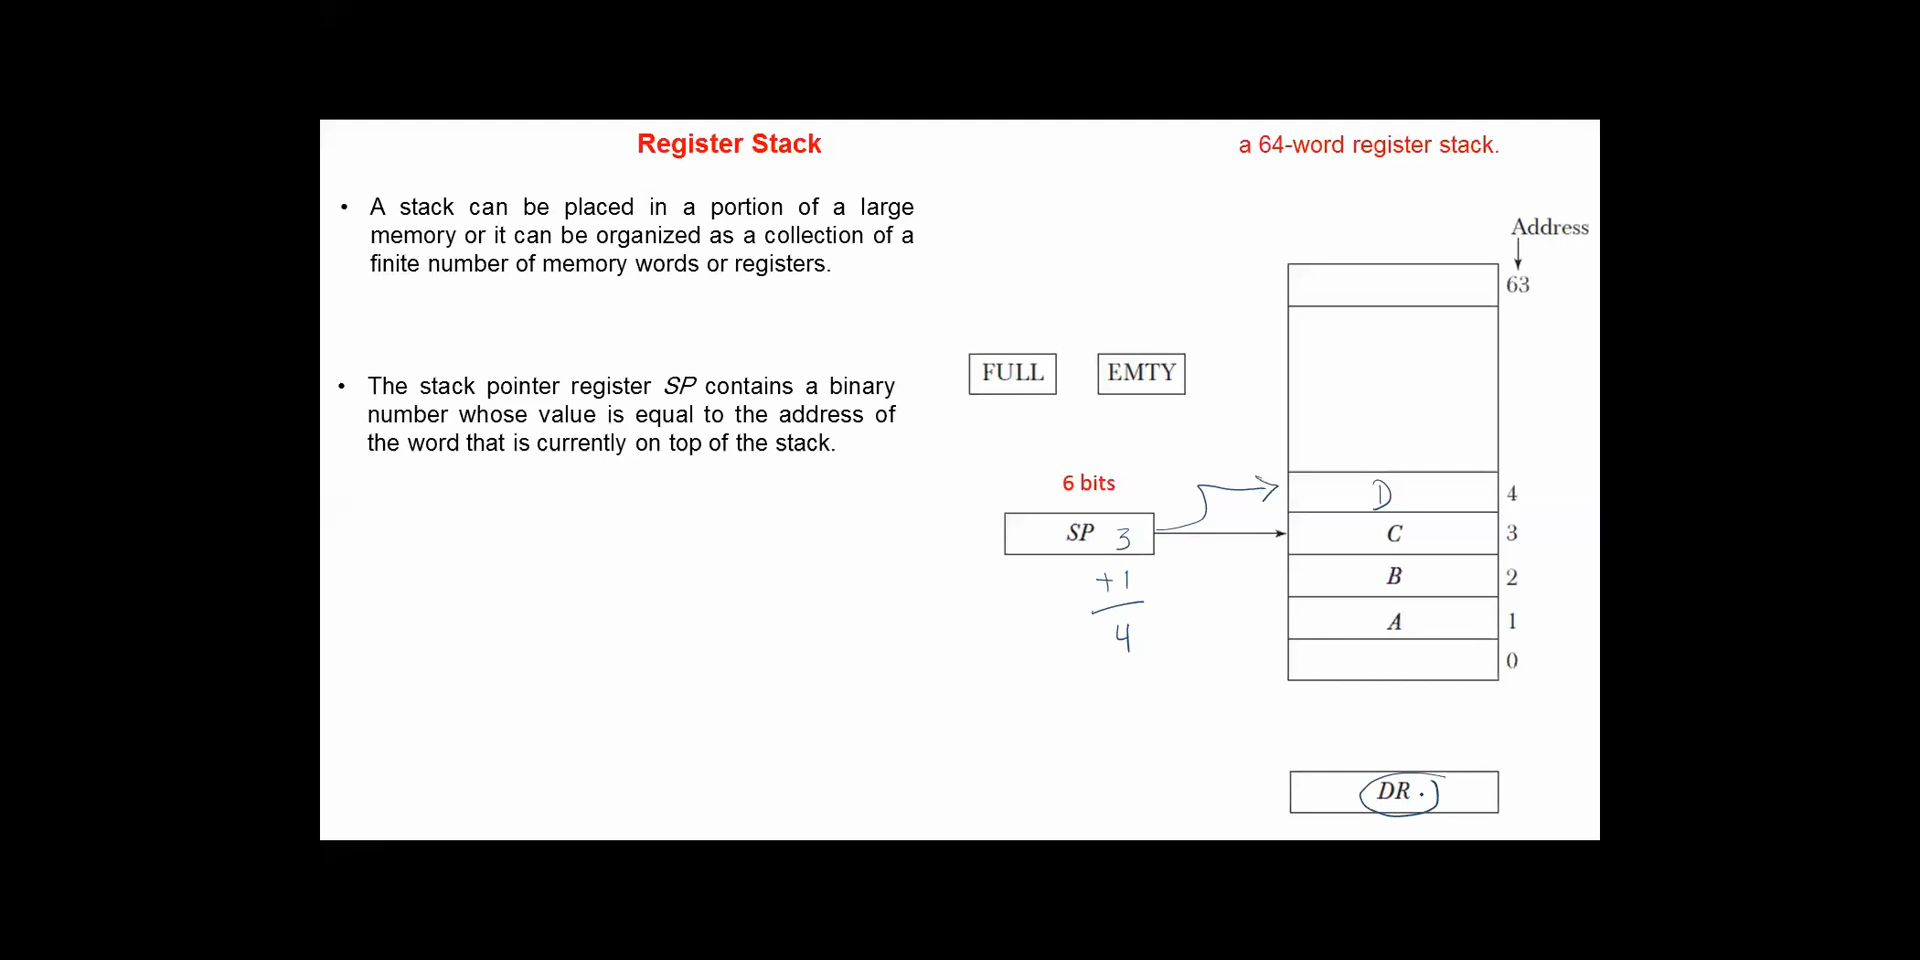 Register Stack
a 64-word register stack.
• A stack can be placed in a portion of a large
memory or it can be organized as a collection of a
finite number of memory words or registers.
• The stack pointer register SP contains a binary
number whose value is equal to the address of
the word that is currently on top of the stack.
Address
63
FULL EMTY
6 bits
D 4
SP 3 C 3
+1
4
B 2
A 1
0
DR